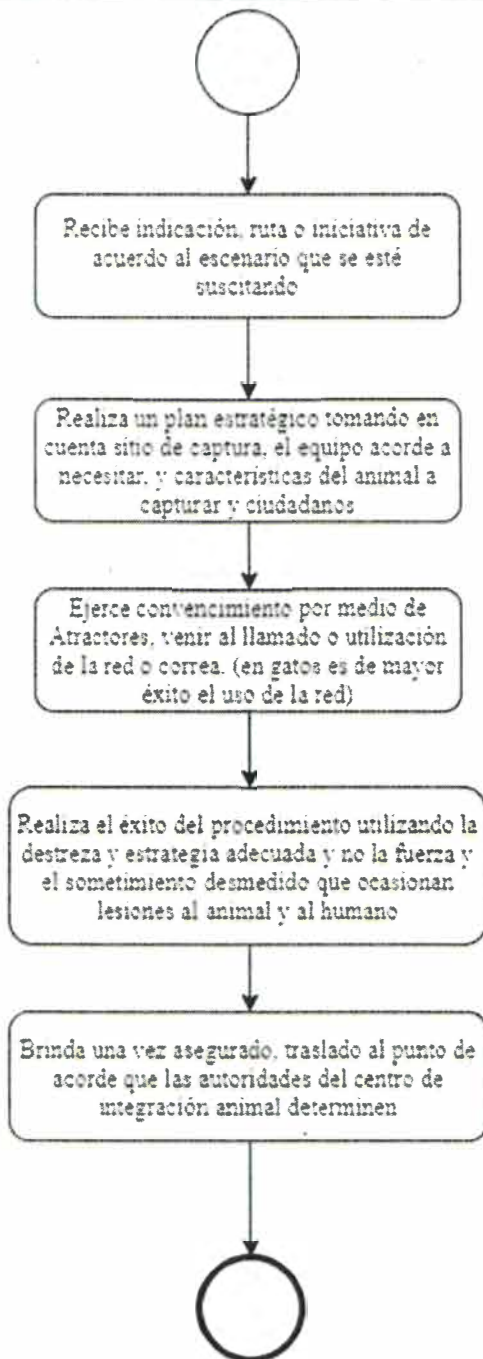 Recibe indicación, ruta o iniciativa de
acuerdo al escenario que se esté
suscitando
Realiza un plan estratégico tomando en
cuenta sitio de captura, el equipo acorde a
necesitar, y características del animal a
capturar y ciudadanos
Ejerce convencimiento por medio de
Atractores, venir al llamado o utilización
de la red o correa. (en gatos es de mayor
éxito el uso de la red)
Realiza el éxito del procedimiento utilizando la
destreza y estrategia adecuada y no la fuerza y
el sometimiento desmedido que ocasionan
lesiones al animal y al humano
Brinda una vez asegurado, traslado al punto de
acorde que las autoridades del centro de
integración animal determinen